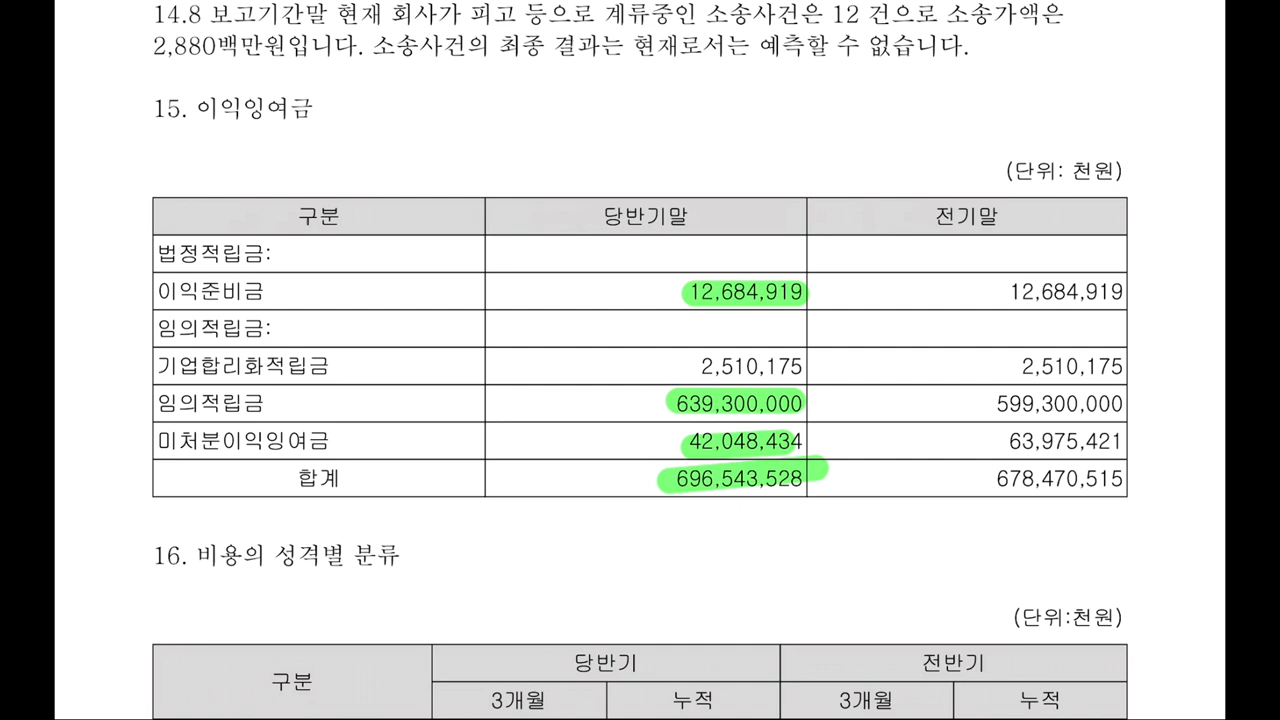 14.8 보고기간말 현재 회사가 피고 등으로 계류중인 소송사건은 12 건으로 소송가액은
2,880백만원입니다. 소송사건의 최종 결과는 현재로서는 예측할 수 없습니다.
15. 이익잉여금
(단위: 천원)
구분 당반기말 전기말
법정적립금:
이익준비금 12,684,919 12,684,919
임의적립금:
기업합리화적립금 2,510,175 2,510,175
임의적립금 639,300,000 599,300,000
미처분이익잉여금 42,048,434 63,975,421
합계 696,543,528 678,470,515
16. 비용의 성격별 분류
(단위:천원)
구분 당반기 전반기
3개월 누적 3개월 누적